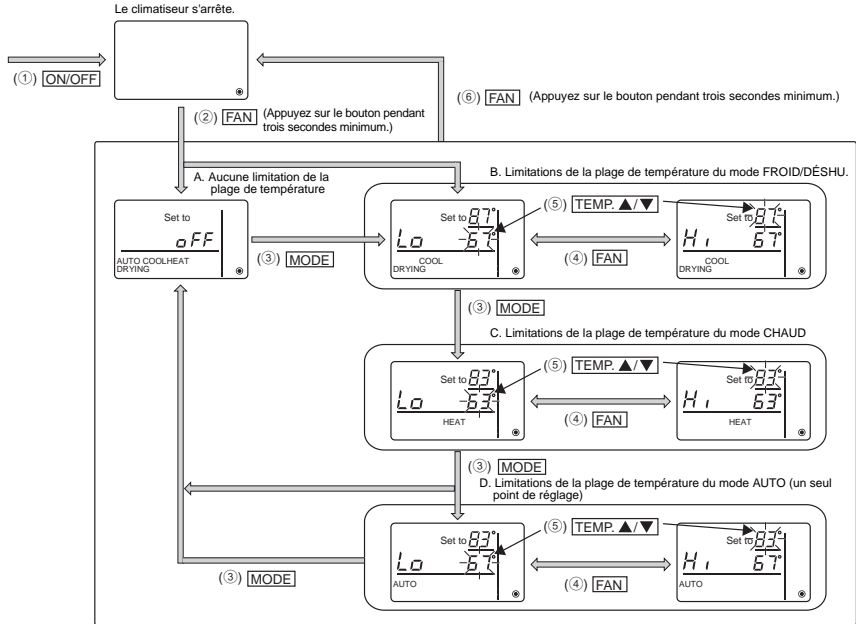 Le climatiseur s'arrête.
(①) ON/OFF
(②) FAN (Appuyez sur le bouton pendant
trois secondes minimum.)
(⑥) FAN (Appuyez sur le bouton pendant trois secondes minimum.)
A. Aucune limitation de la
plage de température
Set to
oFF
AUTO COOLHEAT
DRYING
(③) MODE
B. Limitations de la plage de température du mode FROID/DÉSHU.
Set to 87°
Lo 67°
COOL
DRYING
(⑤) TEMP. ▲/▼
(④) FAN
Set to 87°
Hi 67°
COOL
DRYING
(③) MODE
C. Limitations de la plage de température du mode CHAUD
Set to 83°
Lo 63°
HEAT
(⑤) TEMP. ▲/▼
(④) FAN
Set to 83°
Hi 63°
HEAT
(③) MODE
D. Limitations de la plage de température du mode AUTO (un seul
point de réglage)
Set to 83°
Lo 67°
AUTO
(⑤) TEMP. ▲/▼
(④) FAN
Set to 83°
Hi 67°
AUTO
(③) MODE